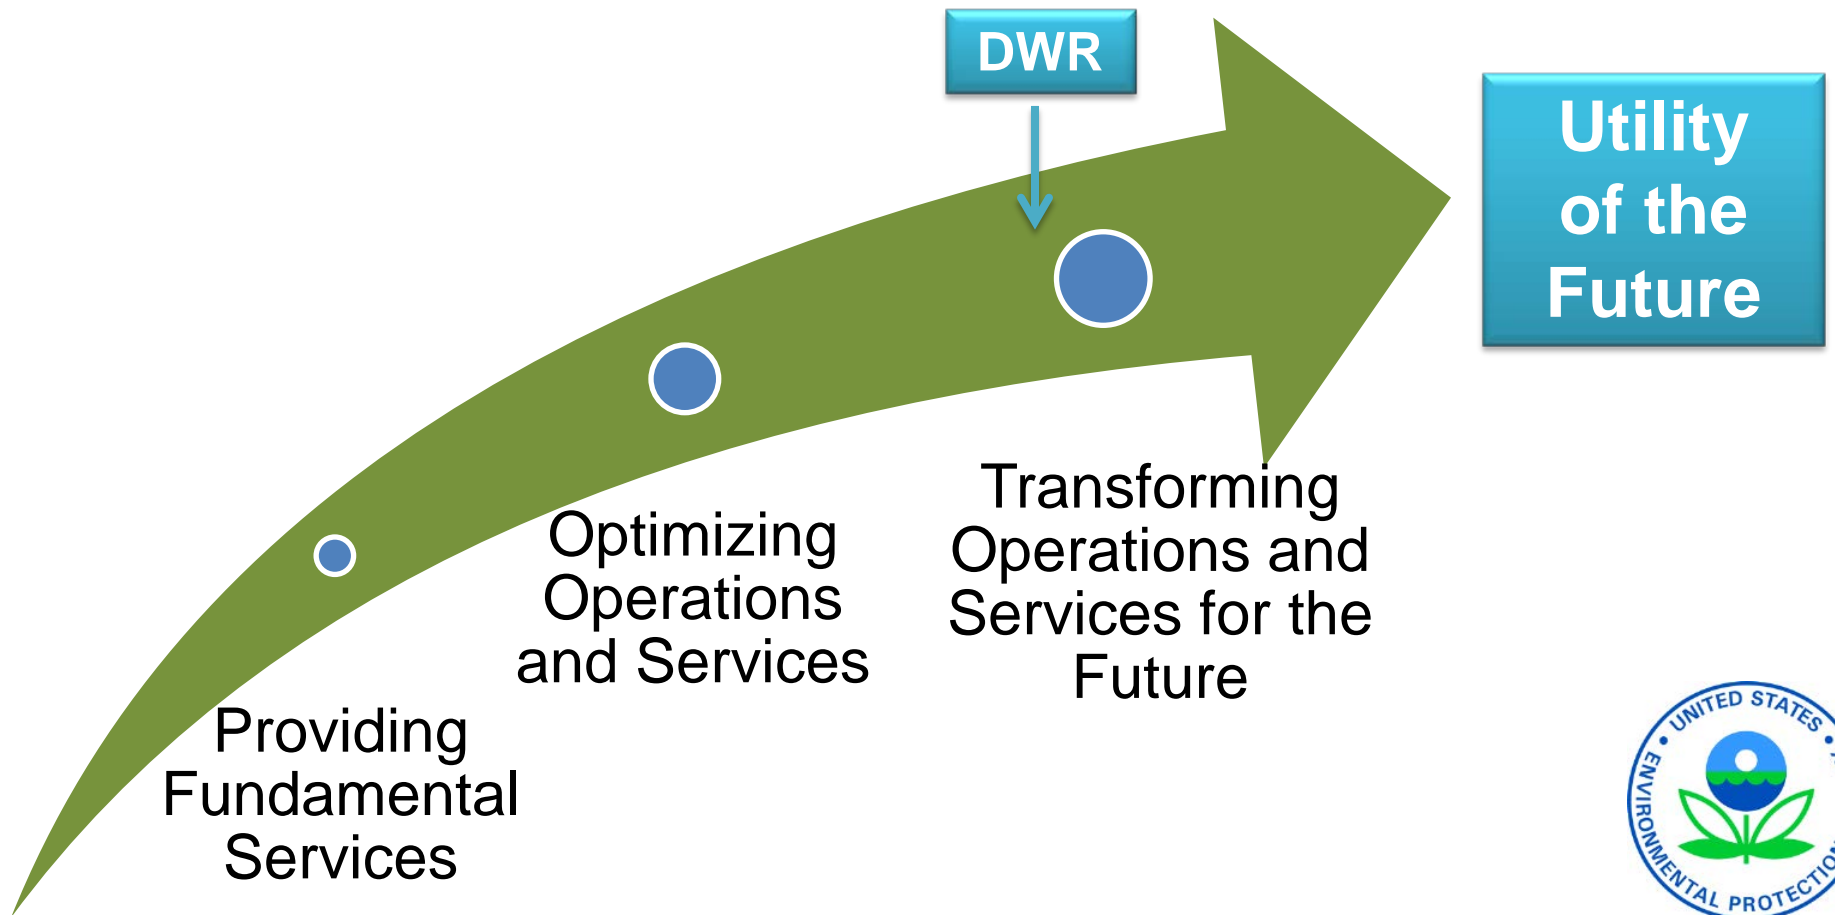 DWR
Utility
of the
Future
Transforming
Operations and
Services for the
Future
Optimizing
Operations
and Services
Providing
Fundamental
Services
UNITED STATES
ENVIRONMENTAL PROTECTION